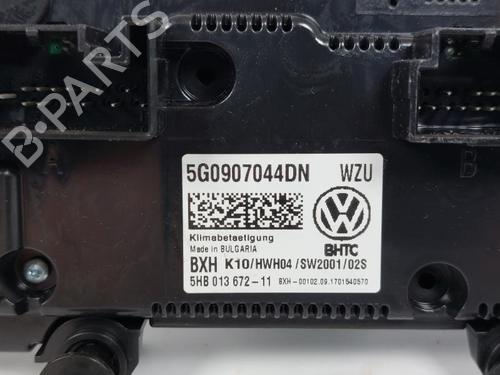 B-PARTS
A
B
5G0907044DN WZU
Klimabetaetigung
Made in BULGARIA
BHTC
BXH K10/HWH04/SW2001/02S
5HB 013 672-11 BXH-00102.09.1701540570